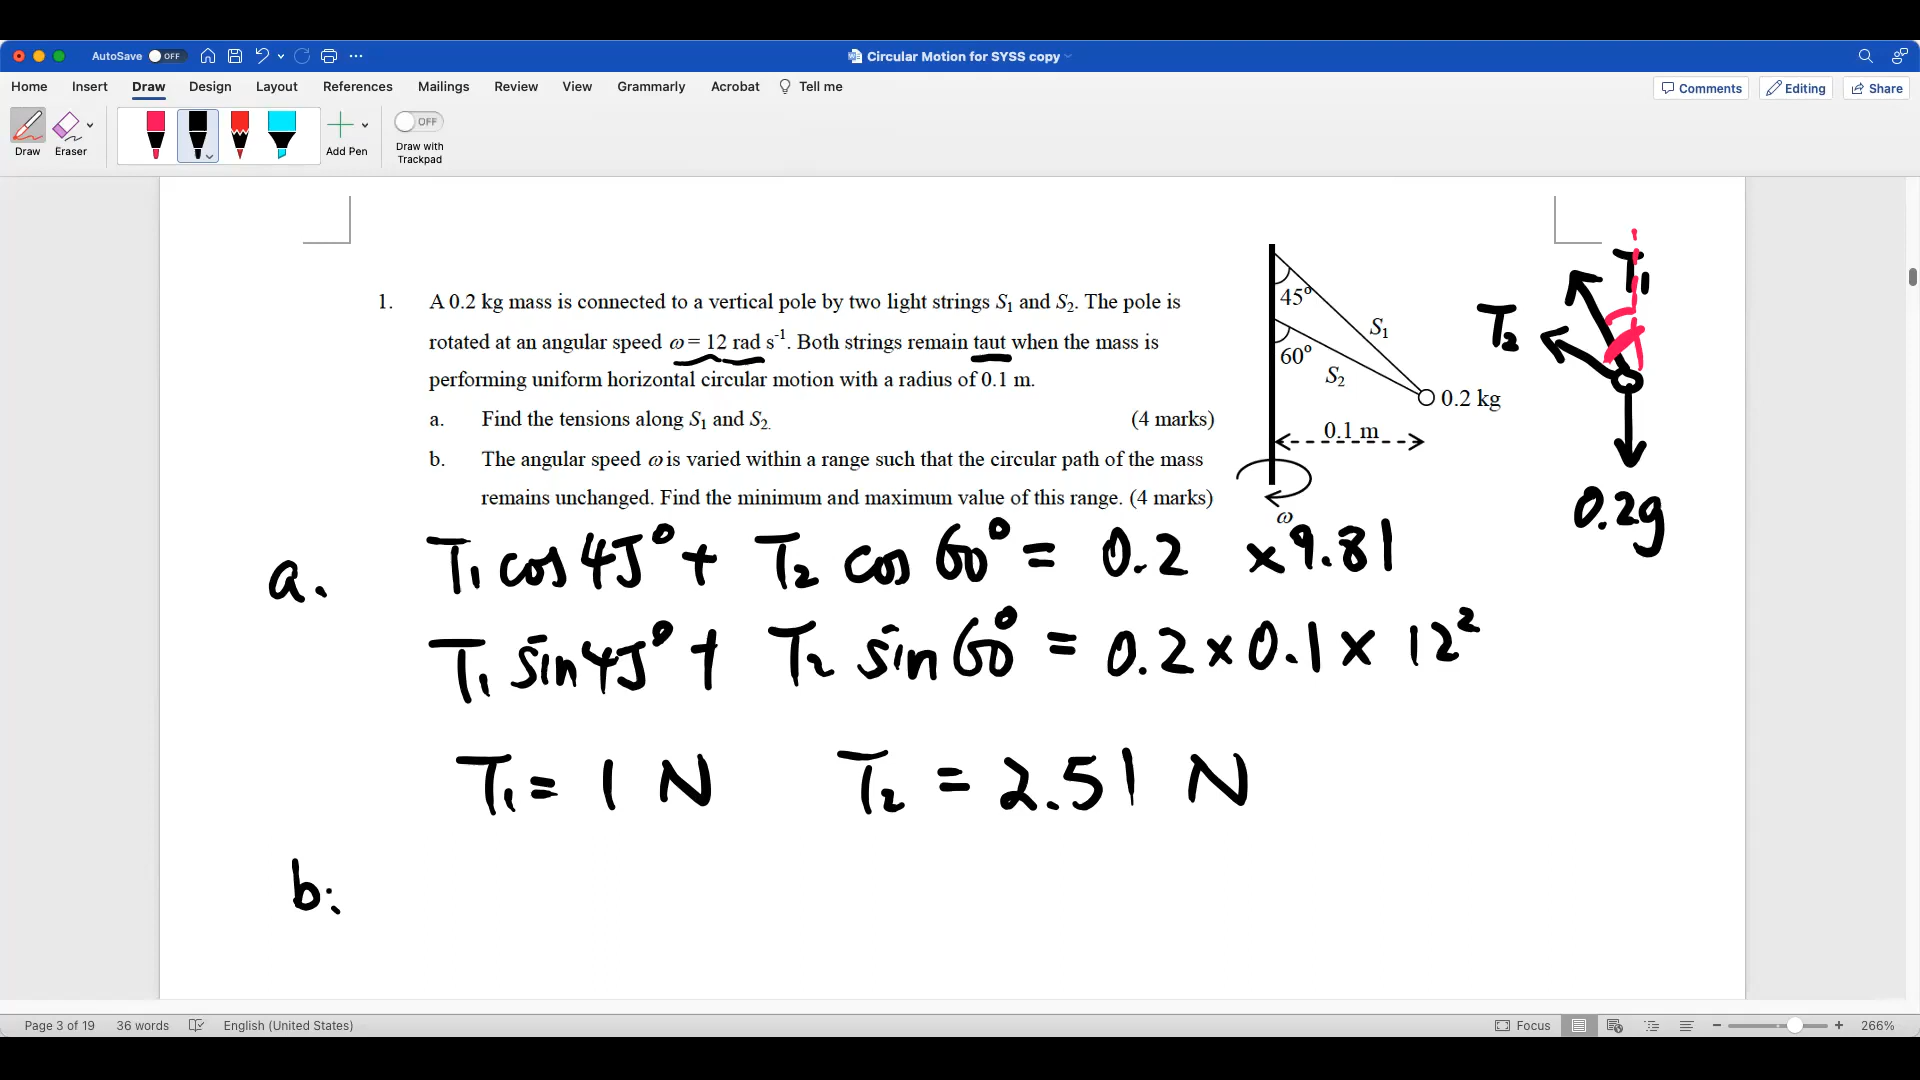 AutoSave OFF
Circular Motion for SYSS copy
Home Insert Draw Design Layout References Mailings Review View Grammarly Acrobat Tell me
Comments Editing Share
Draw Eraser Add Pen OFF Draw with Trackpad
1. A 0.2 kg mass is connected to a vertical pole by two light strings S1 and S2. The pole is
rotated at an angular speed ω = 12 rad s-1. Both strings remain taut when the mass is
performing uniform horizontal circular motion with a radius of 0.1 m.
a. Find the tensions along S1 and S2. (4 marks)
b. The angular speed ω is varied within a range such that the circular path of the mass
remains unchanged. Find the minimum and maximum value of this range. (4 marks)
45°
S1
60°
S2
0.2 kg
0.1 m
ω
T1
T2
0.2g
a. T1 cos 45° + T2 cos 60° = 0.2 × 9.81
T1 sin 45° + T2 sin 60° = 0.2 × 0.1 × 12²
T1 = 1 N T2 = 2.51 N
b:
Page 3 of 19 36 words English (United States) Focus 266%